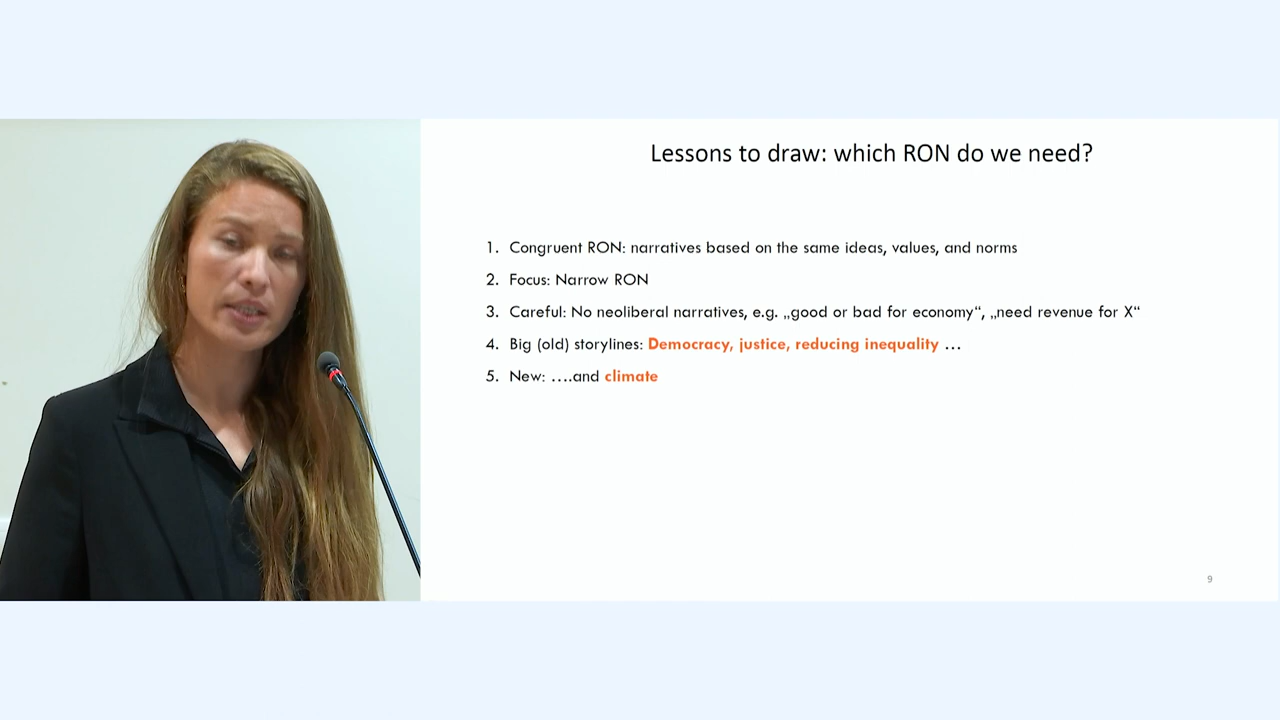 Lessons to draw: which RON do we need?
1. Congruent RON: narratives based on the same ideas, values, and norms
2. Focus: Narrow RON
3. Careful: No neoliberal narratives, e.g. „good or bad for economy“, „need revenue for X“
4. Big (old) storylines: Democracy, justice, reducing inequality …
5. New: ….and climate
9